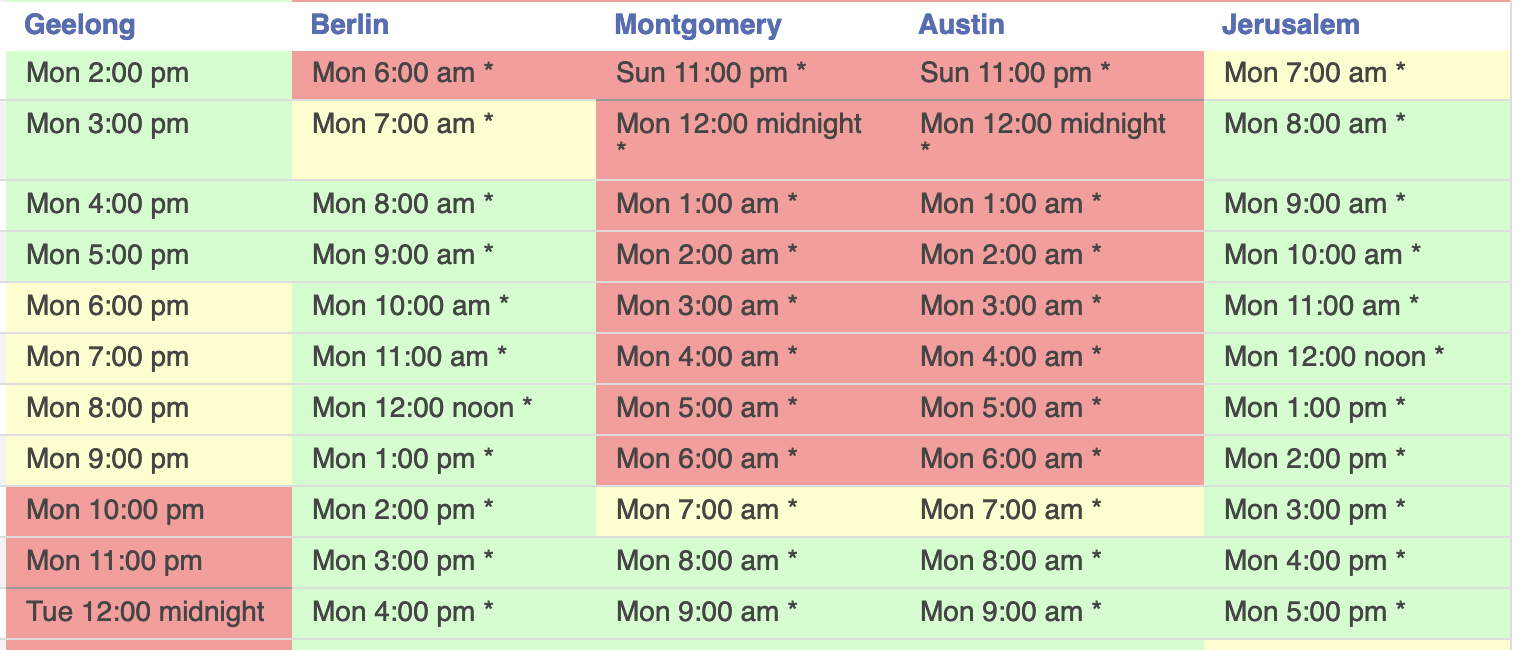 Geelong Berlin Montgomery Austin Jerusalem
Mon 2:00 pm Mon 6:00 am * Sun 11:00 pm * Sun 11:00 pm * Mon 7:00 am *
Mon 3:00 pm Mon 7:00 am * Mon 12:00 midnight Mon 12:00 midnight Mon 8:00 am *
* *
Mon 4:00 pm Mon 8:00 am * Mon 1:00 am * Mon 1:00 am * Mon 9:00 am *
Mon 5:00 pm Mon 9:00 am * Mon 2:00 am * Mon 2:00 am * Mon 10:00 am *
Mon 6:00 pm Mon 10:00 am * Mon 3:00 am * Mon 3:00 am * Mon 11:00 am *
Mon 7:00 pm Mon 11:00 am * Mon 4:00 am * Mon 4:00 am * Mon 12:00 noon *
Mon 8:00 pm Mon 12:00 noon * Mon 5:00 am * Mon 5:00 am * Mon 1:00 pm *
Mon 9:00 pm Mon 1:00 pm * Mon 6:00 am * Mon 6:00 am * Mon 2:00 pm *
Mon 10:00 pm Mon 2:00 pm * Mon 7:00 am * Mon 7:00 am * Mon 3:00 pm *
Mon 11:00 pm Mon 3:00 pm * Mon 8:00 am * Mon 8:00 am * Mon 4:00 pm *
Tue 12:00 midnight Mon 4:00 pm * Mon 9:00 am * Mon 9:00 am * Mon 5:00 pm *